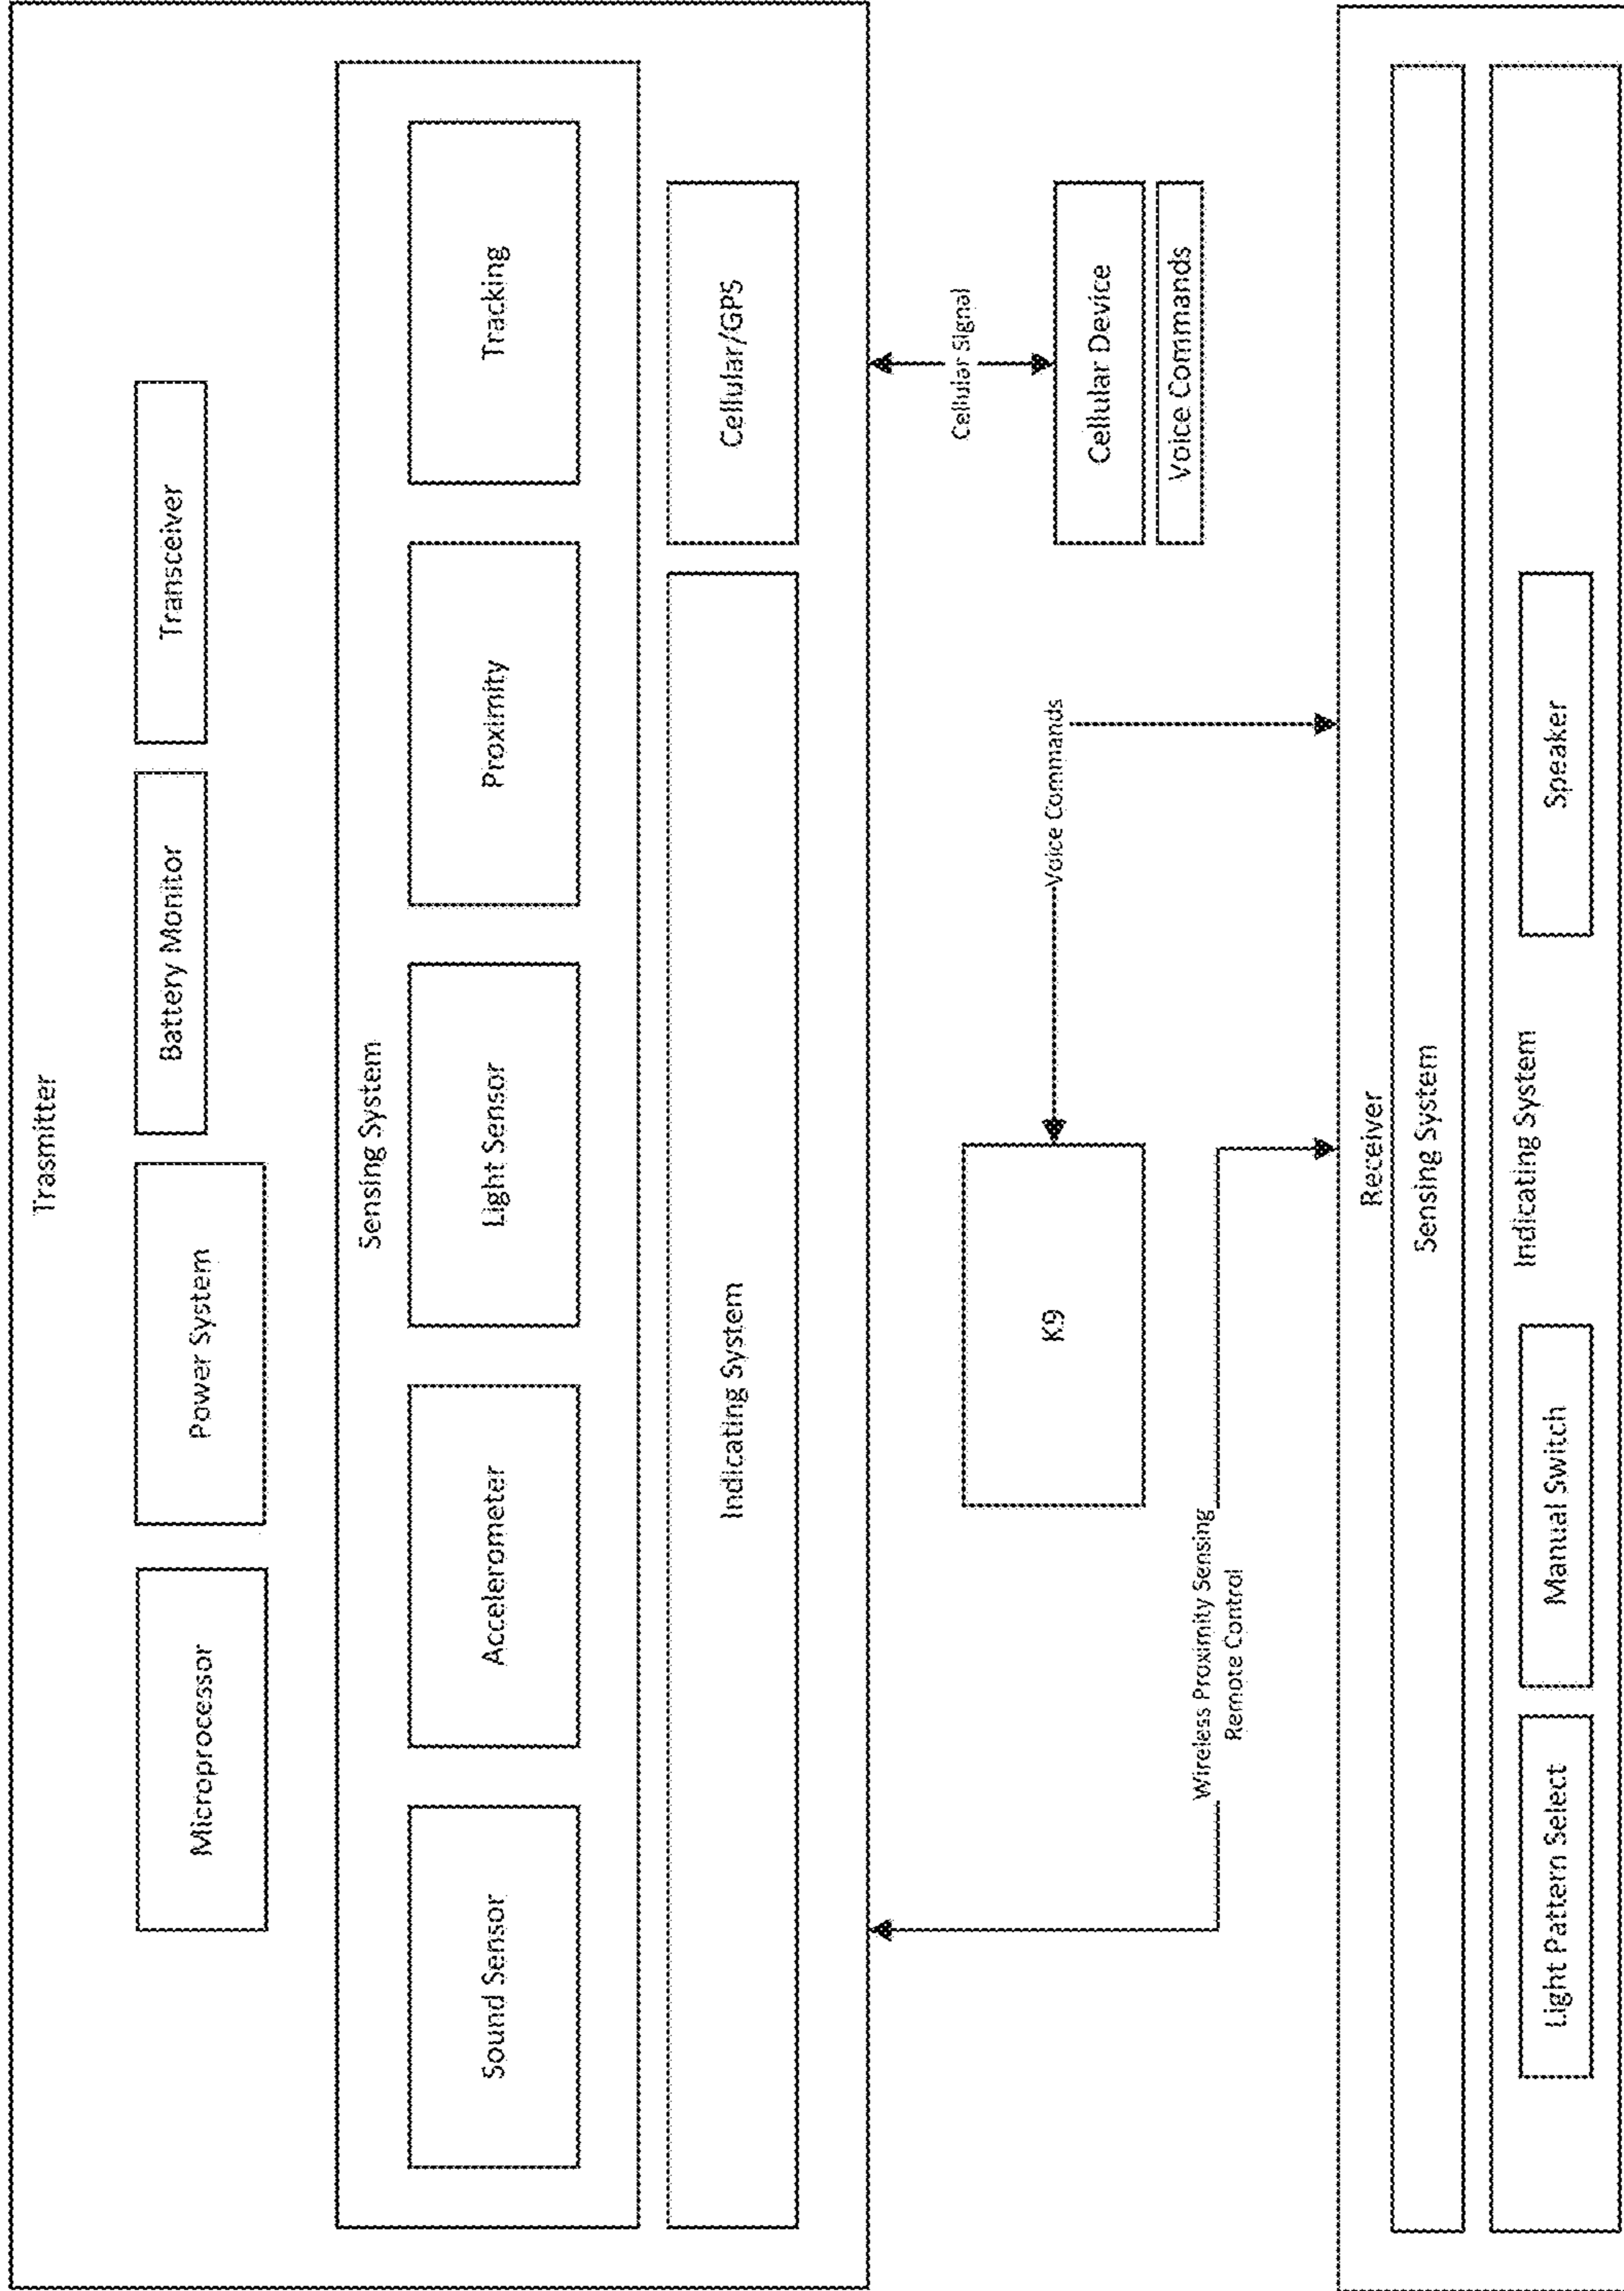 Trasmitter
Microprocessor
Power System
Battery Monitor
Transceiver
Sensing System
Sound Sensor
Accelerometer
Light Sensor
Proximity
Tracking
Indicating System
Cellular/GPS
Cellular Signal
K9
Voice Commands
Cellular Device
Voice Commands
Wireless Proximity Sensing
Remote Control
Receiver
Sensing System
Indicating System
Light Pattern Select
Manual Switch
Speaker